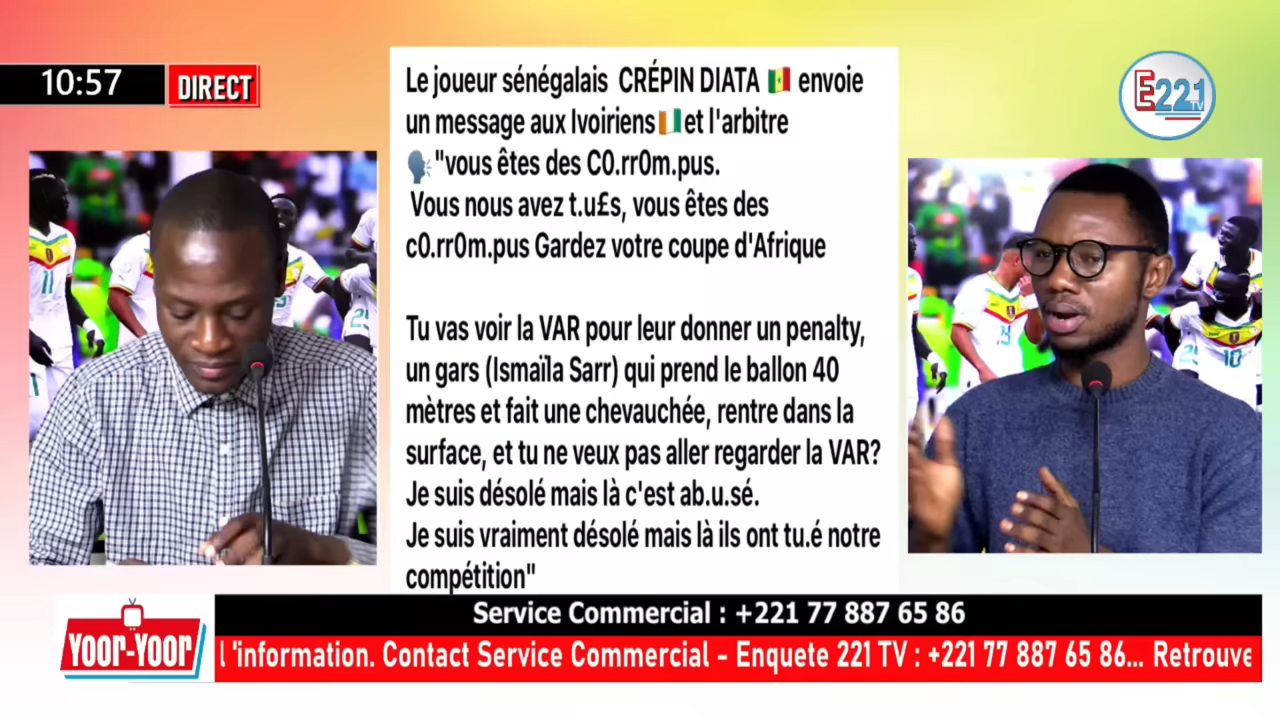 10:57
DIRECT
E221
TV
Le joueur sénégalais CRÉPIN DIATA 🇸🇳 envoie
un message aux Ivoiriens🇨🇮et l'arbitre
🗣️"vous êtes des C0.rr0m.pus.
Vous nous avez t.u£s, vous êtes des
c0.rr0m.pus Gardez votre coupe d'Afrique
Tu vas voir la VAR pour leur donner un penalty,
un gars (Ismaïla Sarr) qui prend le ballon 40
mètres et fait une chevauchée, rentre dans la
surface, et tu ne veux pas aller regarder la VAR?
Je suis désolé mais là c'est ab.u.sé.
Je suis vraiment désolé mais là ils ont tu.é notre
compétition"
11
13
10
Service Commercial : +221 77 887 65 86
YOOR-YOOR
l 'information. Contact Service Commercial - Enquete 221 TV : +221 77 887 65 86... Retrouve